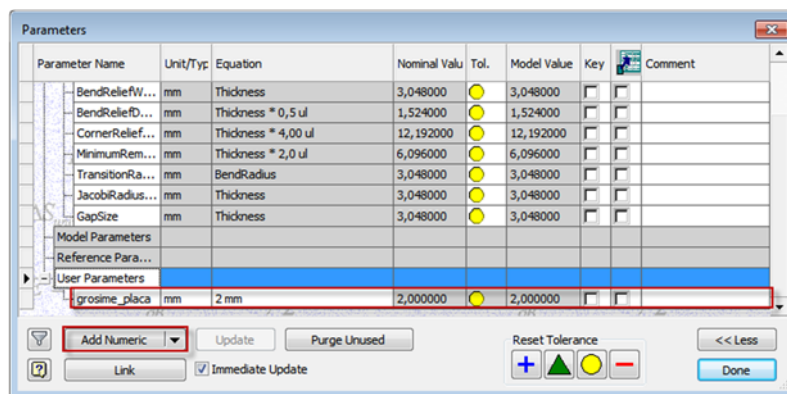 Parameters
Parameter Name Unit/Typ Equation Nominal Valu Tol. Model Value Key Comment
BendReliefW... mm Thickness 3,048000 3,048000
BendReliefD... mm Thickness * 0,5 ul 1,524000 1,524000
CornerRelief... mm Thickness * 4,00 ul 12,192000 12,192000
MinimumRem... mm Thickness * 2,0 ul 6,096000 6,096000
TransitionRa... mm BendRadius 3,048000 3,048000
JacobiRadius... mm Thickness 3,048000 3,048000
GapSize mm Thickness 3,048000 3,048000
Model Parameters
Reference Para...
User Parameters
grosime_placa mm 2 mm 2,000000 2,000000
Add Numeric Update Purge Unused Reset Tolerance << Less
Link Immediate Update Done